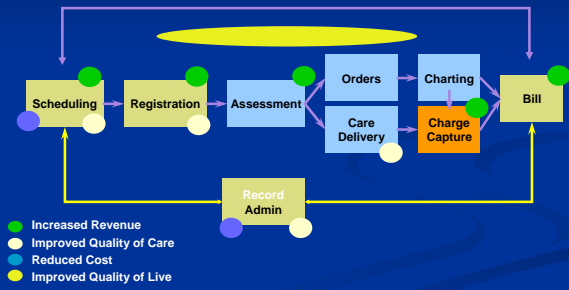 Orders
Charting
Scheduling
Registration
Assessment
Bill
Care
Delivery
Charge
Capture
Record
Admin
Increased Revenue
Improved Quality of Care
Reduced Cost
Improved Quality of Live